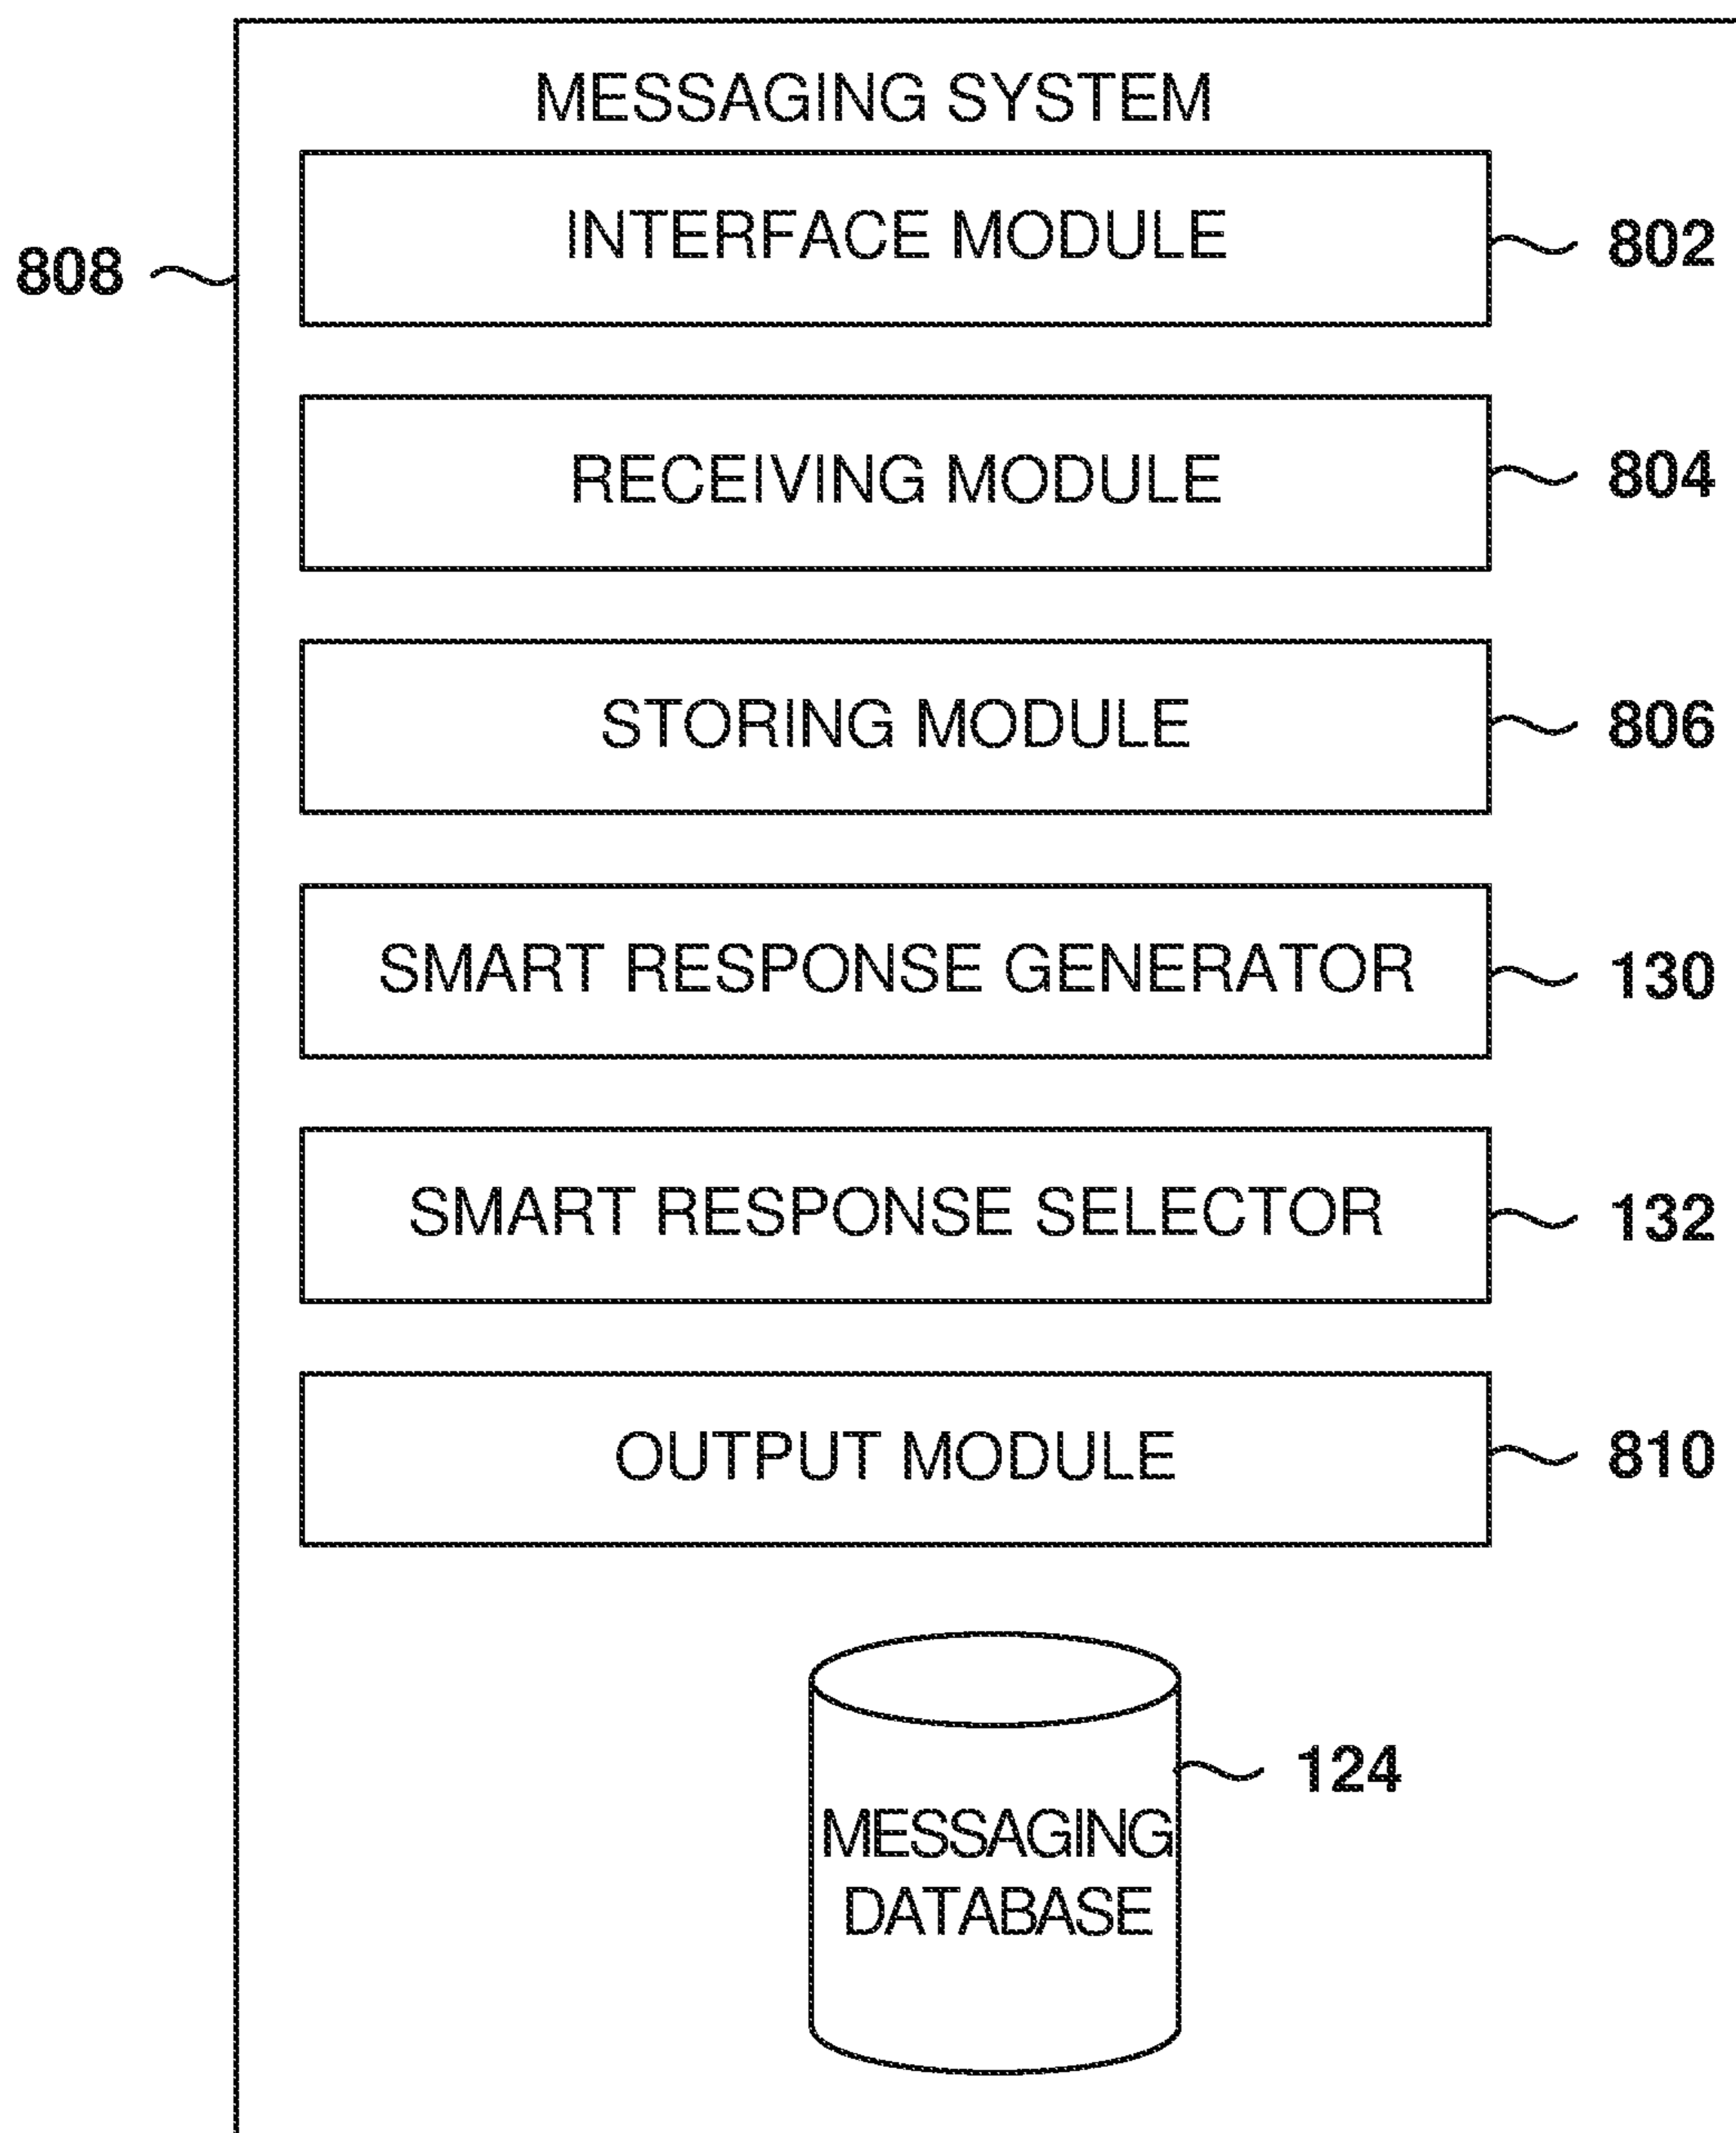 MESSAGING SYSTEM
INTERFACE MODULE
802
808
RECEIVING MODULE
804
STORING MODULE
806
SMART RESPONSE GENERATOR
130
SMART RESPONSE SELECTOR
132
OUTPUT MODULE
810
124
MESSAGING
DATABASE